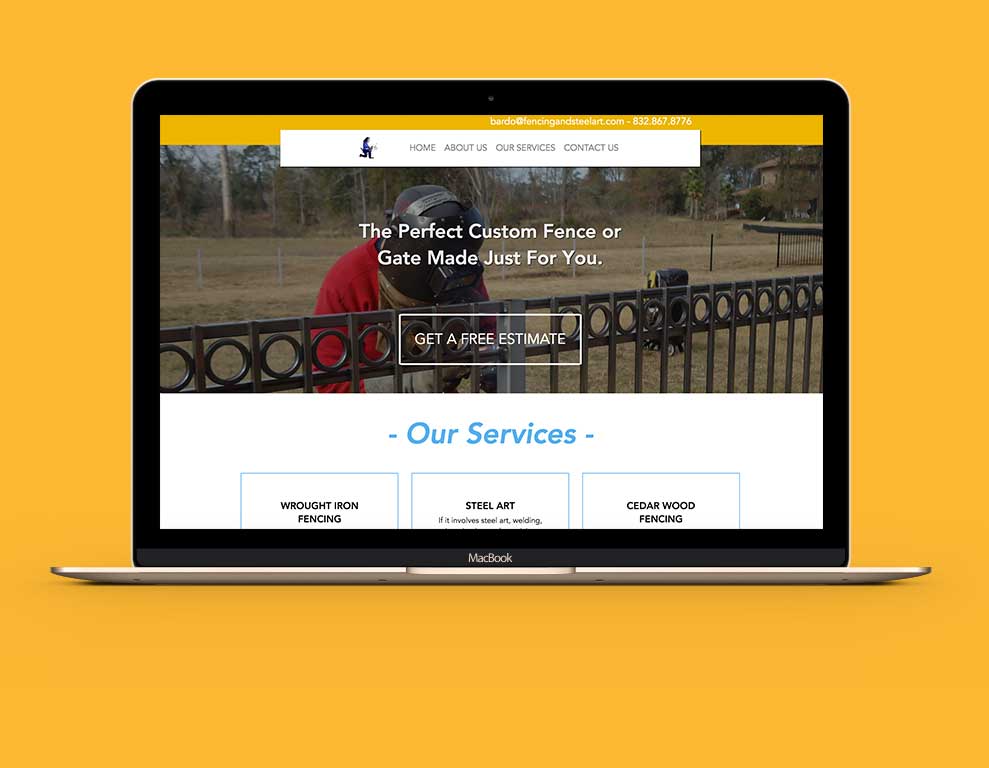 bardo@fencingandsteelart.com - 832.867.8776
HOME ABOUT US OUR SERVICES CONTACT US
The Perfect Custom Fence or
Gate Made Just For You.
GET A FREE ESTIMATE
- Our Services -
WROUGHT IRON
FENCING
STEEL ART
If it involves steel art, welding,
CEDAR WOOD
FENCING
MacBook